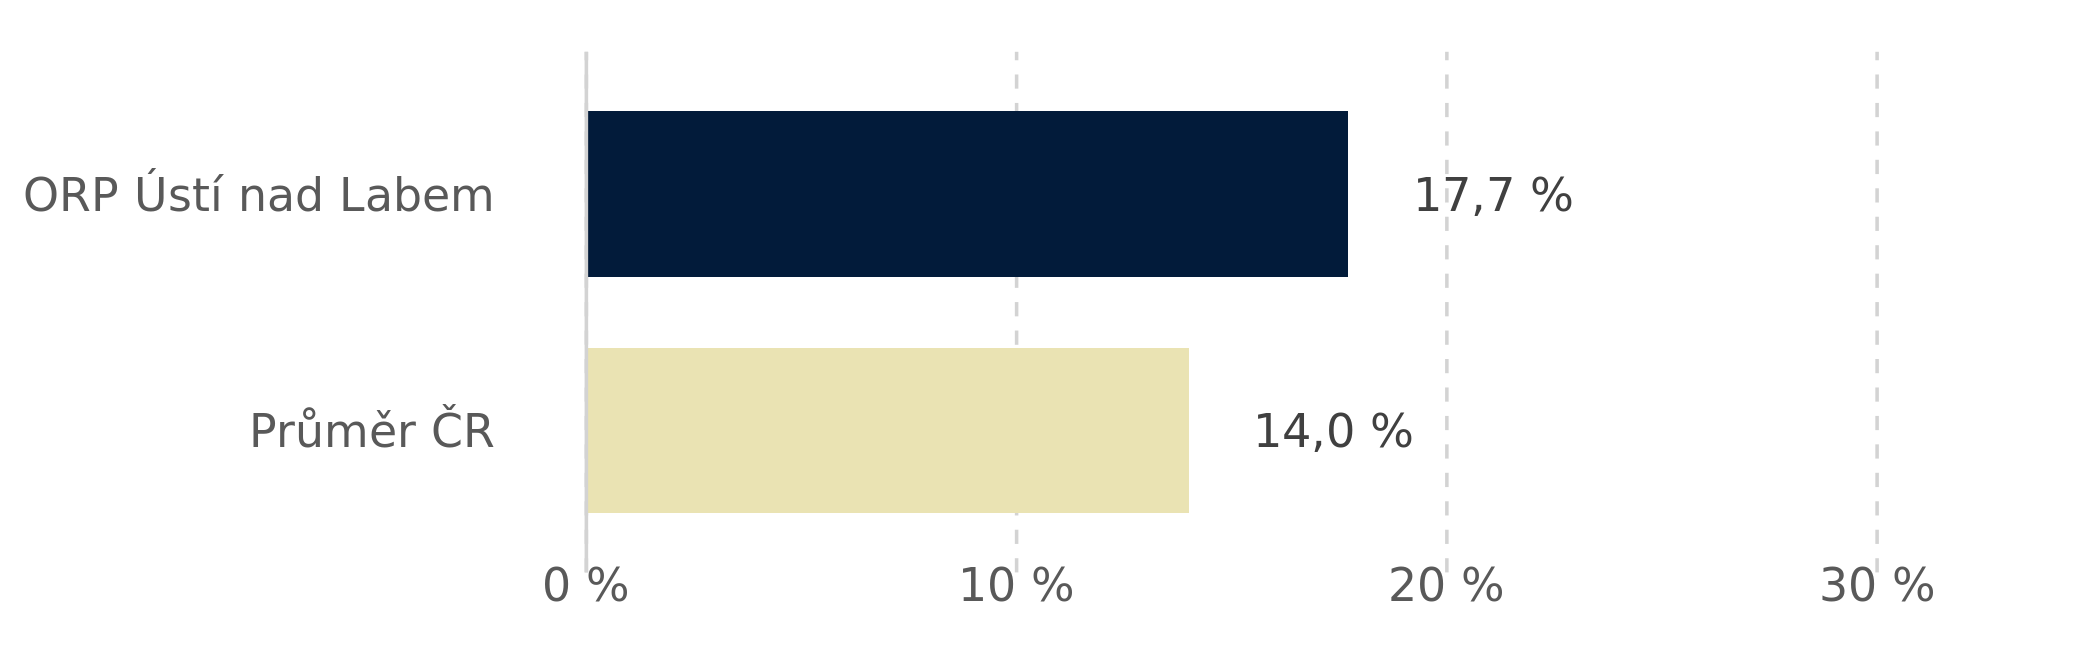 ORP Ústí nad Labem 17,7 %
Průměr ČR 14,0 %
0 % 10 % 20 % 30 %